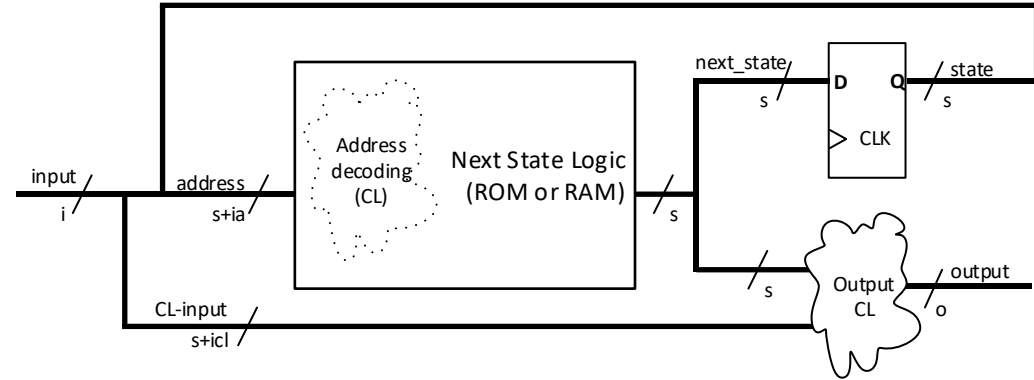 next_state
s
D
Q
state
s
CLK
Address
decoding
(CL)
Next State Logic
(ROM or RAM)
input
i
address
s+ia
s
s
Output
CL
output
o
CL-input
s+icl